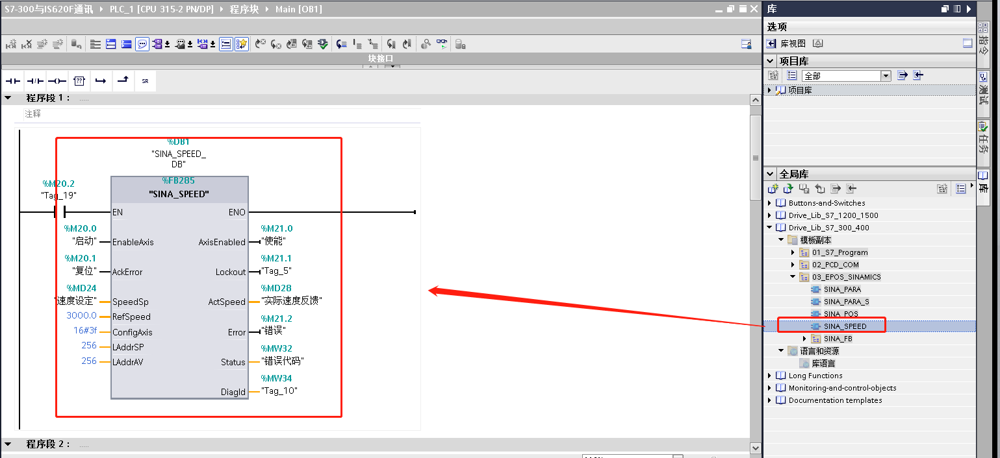 S7-300与IS620F通讯 ▸ PLC_1 [CPU 315-2 PN/DP] ▸ 程序块 ▸ Main [OB1]
块接口
SR
程序段 1：.....
注释
%DB1
"SINA_SPEED_
DB"
%FB285
"SINA_SPEED"
%M20.2
"Tag_19"
EN
ENO
%M20.0
"启动"
EnableAxis
%M21.0
AxisEnabled
"使能"
%M20.1
"复位"
AckError
%M21.1
Lockout
"Tag_5"
%MD24
"速度设定"
SpeedSp
%MD28
ActSpeed
"实际速度反馈"
3000.0
RefSpeed
16#3f
ConfigAxis
%M21.2
Error
"错误"
256
LAddrSP
256
LAddrAV
%MW32
Status
"错误代码"
%MW34
DiagId
"Tag_10"
程序段 2：.....
库
选项
库视图
项目库
全部
项目库
全局库
Buttons-and-Switches
Drive_Lib_S7_1200_1500
Drive_Lib_S7_300_400
模板副本
01_S7_Program
02_PCD_COM
03_EPOS_SINAMICS
SINA_PARA
SINA_PARA_S
SINA_POS
SINA_SPEED
SINA_FB
语言和资源
库语言
Long Functions
Monitoring-and-control-objects
Documentation templates
指令
测试
任务
库